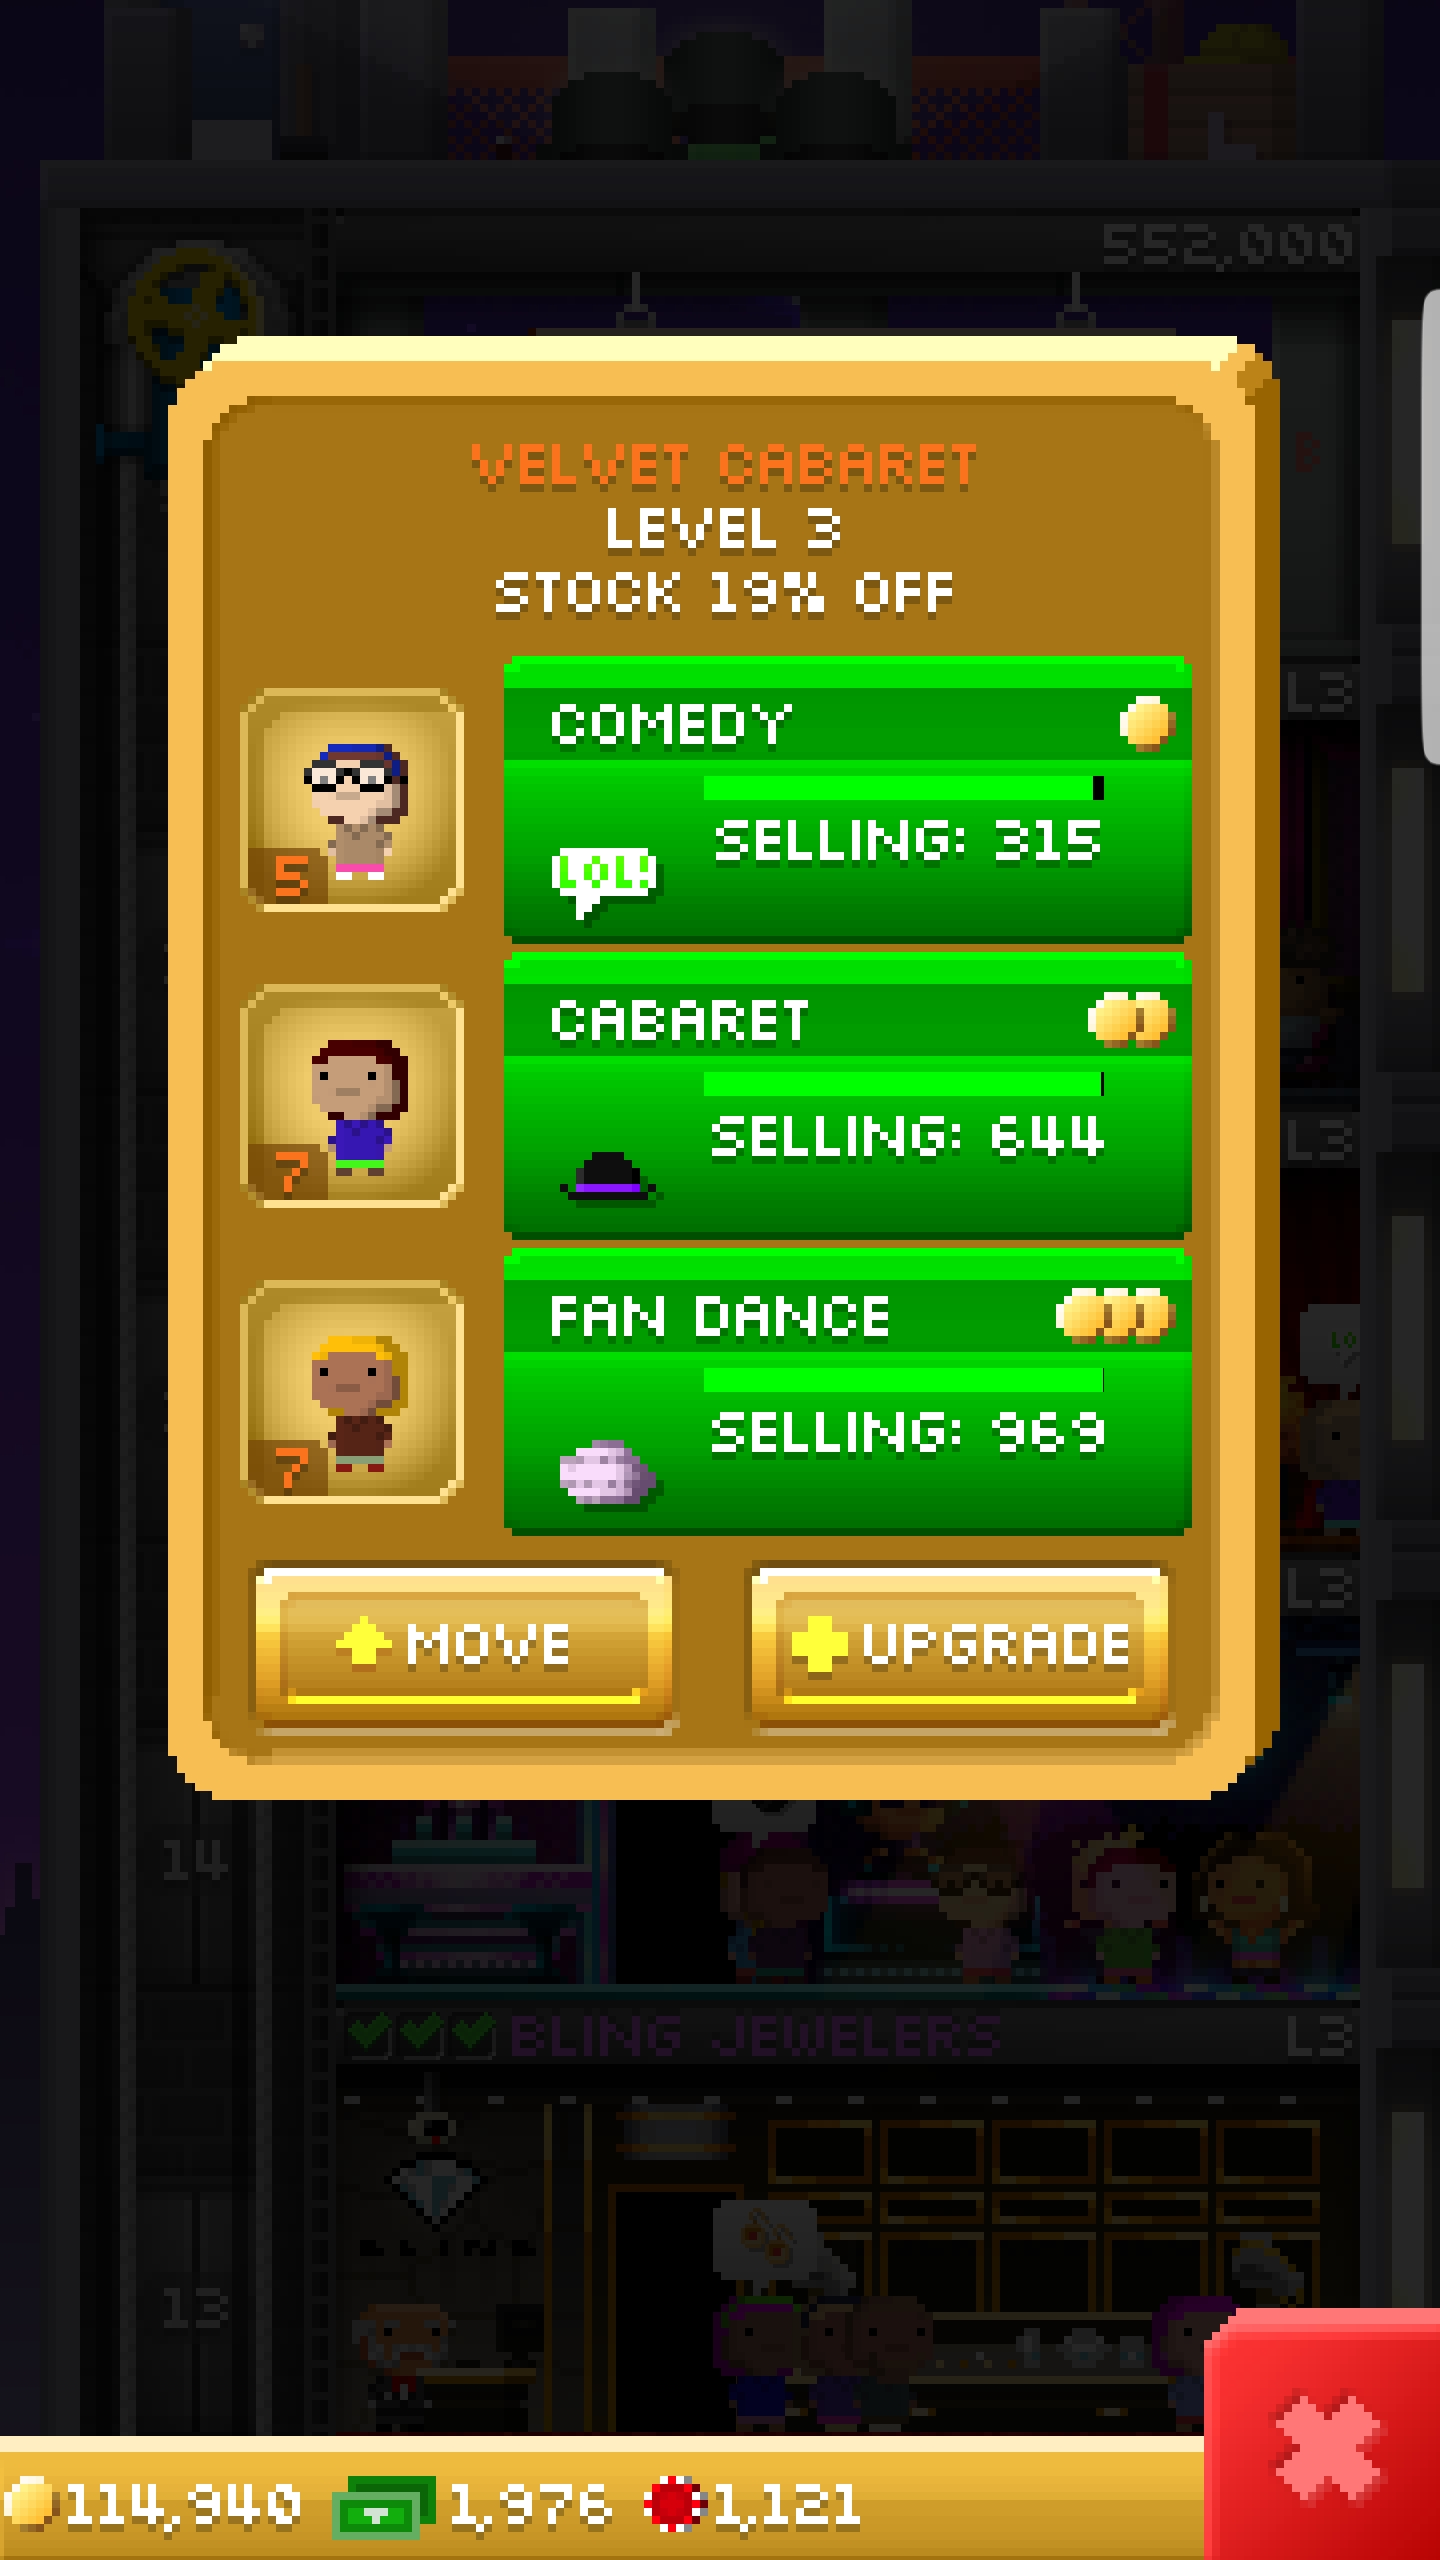 552,000
VELVET CABARET
LEVEL 3
STOCK 19% OFF
L3
COMEDY
SELLING: 315
LOL!
5
CABARET
SELLING: 644
L3
7
FAN DANCE
LO
SELLING: 969
7
L3
MOVE
UPGRADE
14
BLING JEWELERS
L3
BLING
13
114,940
1,976
1,121